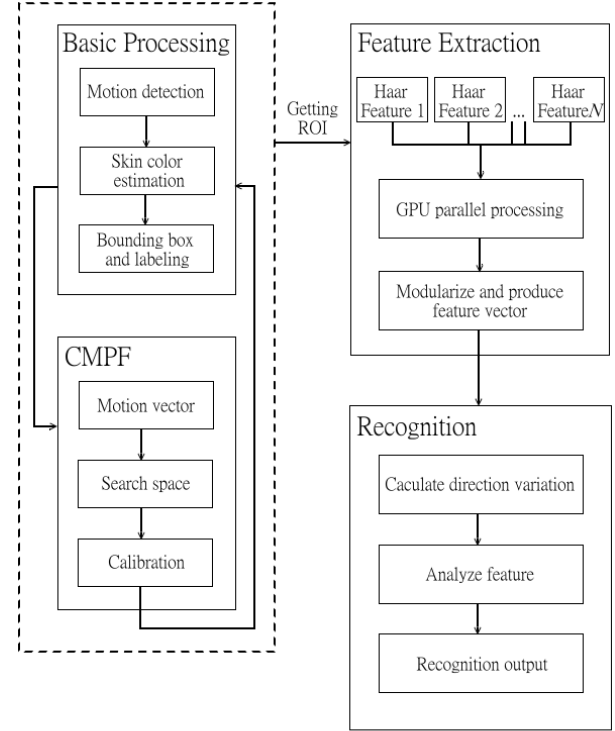 Basic Processing
Motion detection
Skin color
estimation
Bounding box
and labeling
CMPF
Motion vector
Search space
Calibration
Getting
ROI
Feature Extraction
Haar
Feature 1
Haar
Feature 2
...
Haar
FeatureN
GPU parallel processing
Modularize and produce
feature vector
Recognition
Caculate direction variation
Analyze feature
Recognition output